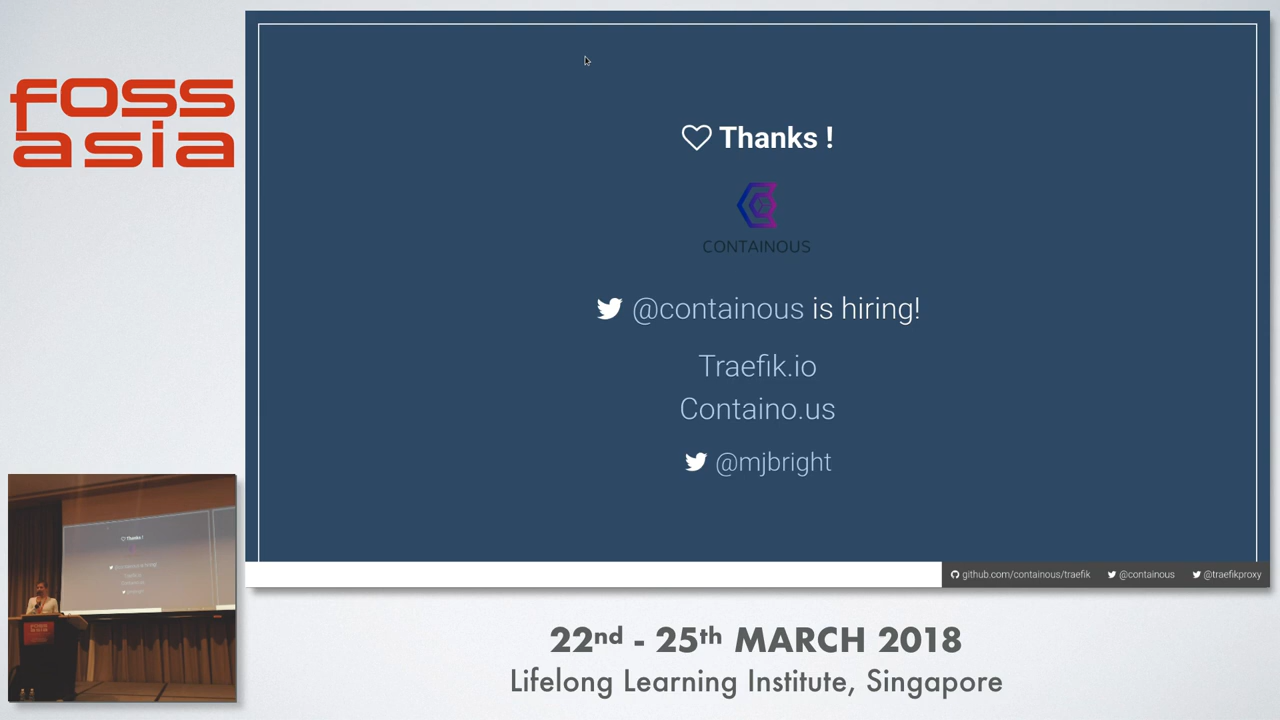 foss
asia
Thanks !
CONTAINOUS
@containous is hiring!
Traefik.io
Containo.us
@mjbright
github.com/containous/traefik @containous @traefikproxy
22nd - 25th MARCH 2018
Lifelong Learning Institute, Singapore
Thanks !